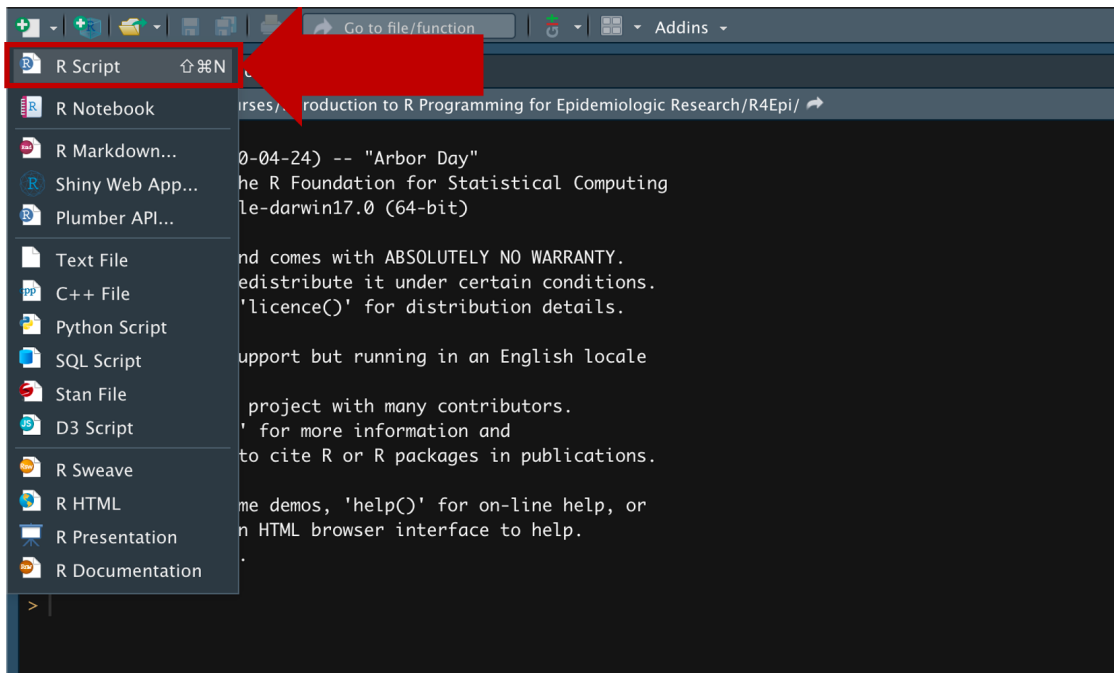 Go to file/function
Addins
R Script ⇧⌘N
R Notebook
R Markdown...
Shiny Web App...
Plumber API...
Text File
C++ File
Python Script
SQL Script
Stan File
D3 Script
R Sweave
R HTML
R Presentation
R Documentation
to R Programming for Epidemiologic Research/R4Epi/
0-04-24) -- "Arbor Day"
he R Foundation for Statistical Computing
le-darwin17.0 (64-bit)
nd comes with ABSOLUTELY NO WARRANTY.
edistribute it under certain conditions.
'licence()' for distribution details.
upport but running in an English locale
project with many contributors.
' for more information and
to cite R or R packages in publications.
me demos, 'help()' for on-line help, or
n HTML browser interface to help.
.
>